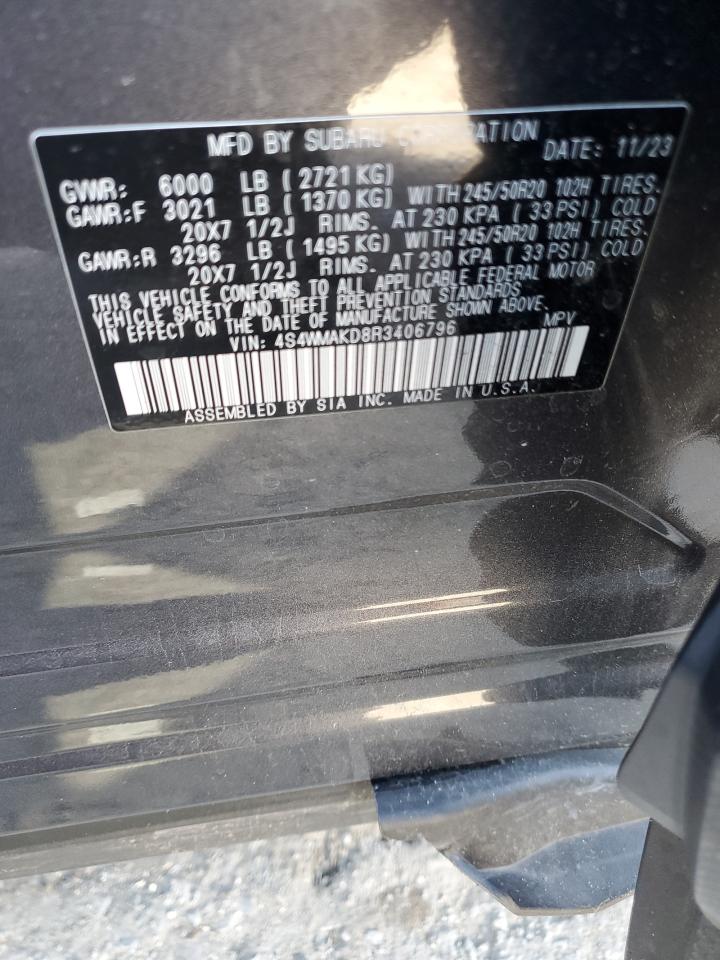 MFD BY SUBARU CORPORATION DATE: 11/23
GVWR: 6000 LB ( 2721 KG)
GAWR:F 3021 LB ( 1370 KG) WITH 245/50R20 102H TIRES.
20X7 1/2J RIMS. AT 230 KPA ( 33 PSI) COLD
GAWR:R 3296 LB ( 1495 KG) WITH 245/50R20 102H TIRES.
20X7 1/2J RIMS. AT 230 KPA ( 33 PSI) COLD
THIS VEHICLE CONFORMS TO ALL APPLICABLE FEDERAL MOTOR
VEHICLE SAFETY AND THEFT PREVENTION STANDARDS
IN EFFECT ON THE DATE OF MANUFACTURE SHOWN ABOVE.
VIN: 4S4WMAKD8R3406796 MPV
ASSEMBLED BY SIA INC. MADE IN U.S.A.